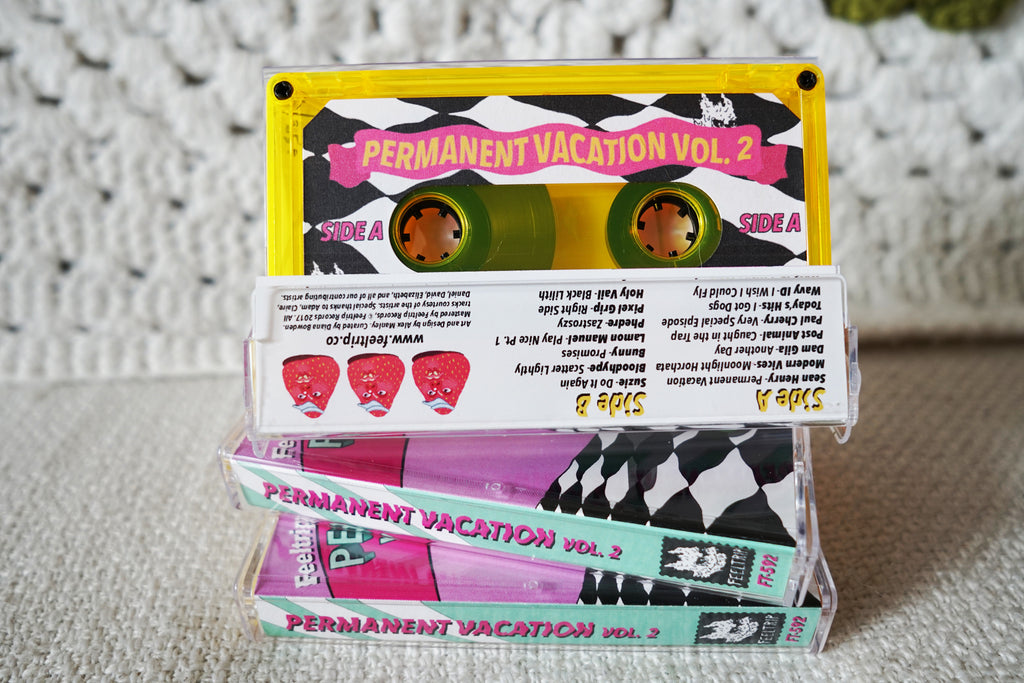 PERMANENT VACATION VOL. 2
SIDE A
SIDE A
Side A
Sean Henry- Permanent Vacation
Modern Vices- Moonlight Horchata
Dam Gila- Another Day
Post Animal- Caught in the Trap
Paul Cherry- Very Special Episode
Today's Hits- I Got Dogs
Wavy ID- I Wish I Could Fly
Side B
Suzie- Do It Again
Bloodhype- Scatter Lightly
Bunny- Promises
Lamon Manuel- Play Nice Pt. 1
Phedre- Zastroszy
Pixel Grip- Right Side
Holy Vail- Black Lilith
www.feeltrip.co
Art and Design by Alex Manley. Curated by Diana Bowden.
Mastered by Feeltrip Records, © Feeltrip Records 2017. All
tracks courtesy of the artists. Special thanks to Adam, Claire,
Daniel, David, Elizabeth, and of all our contributing artists.
PERMANENT VACATION VOL. 2
FEELTRIP
FT-592
Feeltrip
PERMANENT VACATION VOL. 2
FEELTRIP
FT-592